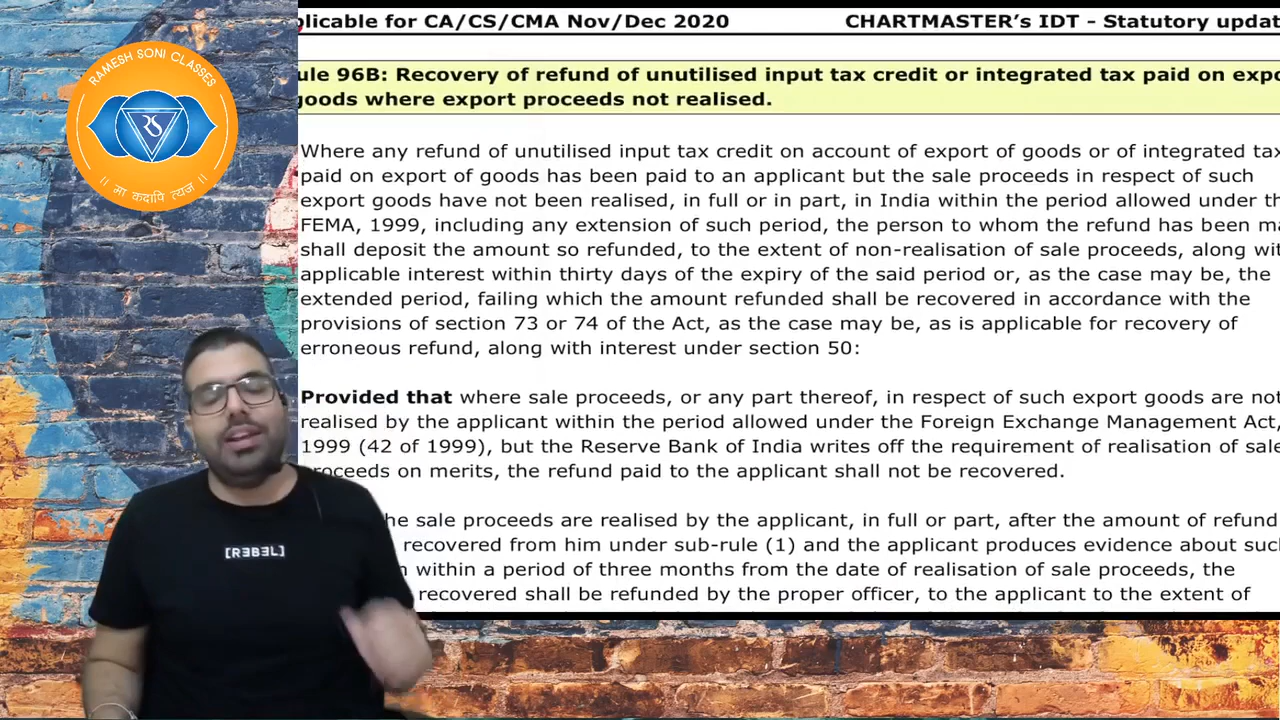 RAMESH SONI CLASSES
॥ मा कदापि त्यज ॥
plicable for CA/CS/CMA Nov/Dec 2020 CHARTMASTER's IDT - Statutory updat
ule 96B: Recovery of refund of unutilised input tax credit or integrated tax paid on expo
goods where export proceeds not realised.
Where any refund of unutilised input tax credit on account of export of goods or of integrated tax
paid on export of goods has been paid to an applicant but the sale proceeds in respect of such
export goods have not been realised, in full or in part, in India within the period allowed under th
FEMA, 1999, including any extension of such period, the person to whom the refund has been ma
shall deposit the amount so refunded, to the extent of non-realisation of sale proceeds, along wit
applicable interest within thirty days of the expiry of the said period or, as the case may be, the
extended period, failing which the amount refunded shall be recovered in accordance with the
provisions of section 73 or 74 of the Act, as the case may be, as is applicable for recovery of
erroneous refund, along with interest under section 50:
Provided that where sale proceeds, or any part thereof, in respect of such export goods are not
realised by the applicant within the period allowed under the Foreign Exchange Management Act,
1999 (42 of 1999), but the Reserve Bank of India writes off the requirement of realisation of sale
proceeds on merits, the refund paid to the applicant shall not be recovered.
he sale proceeds are realised by the applicant, in full or part, after the amount of refund
recovered from him under sub-rule (1) and the applicant produces evidence about suc
n within a period of three months from the date of realisation of sale proceeds, the
recovered shall be refunded by the proper officer, to the applicant to the extent of
[REBEL]